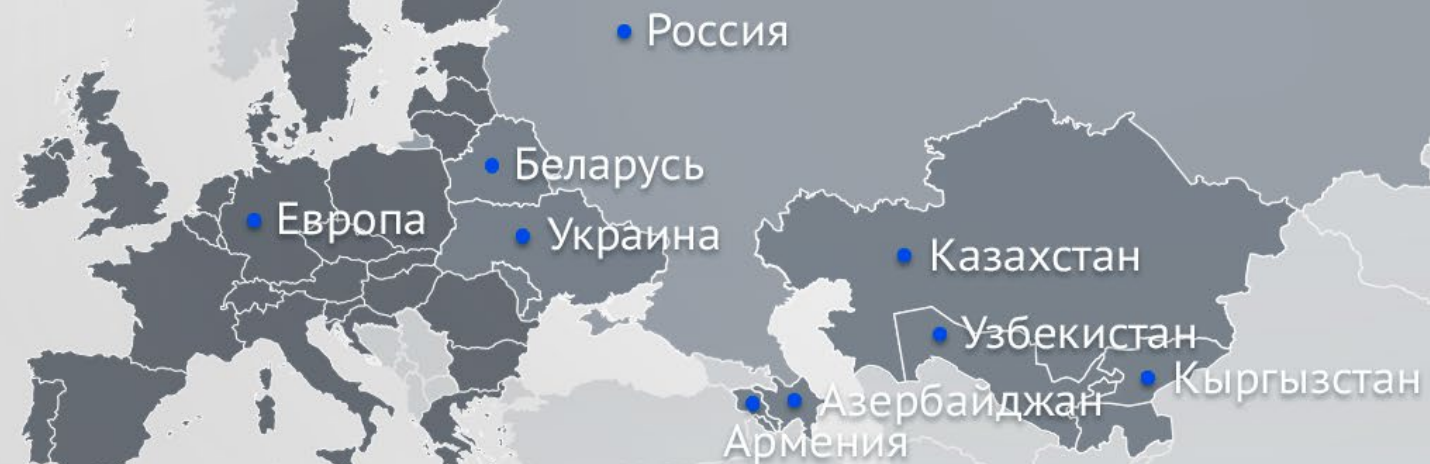 Россия
Беларусь
Европа
Украина
Казахстан
Узбекистан
Кыргызстан
Азербайджан
Армения